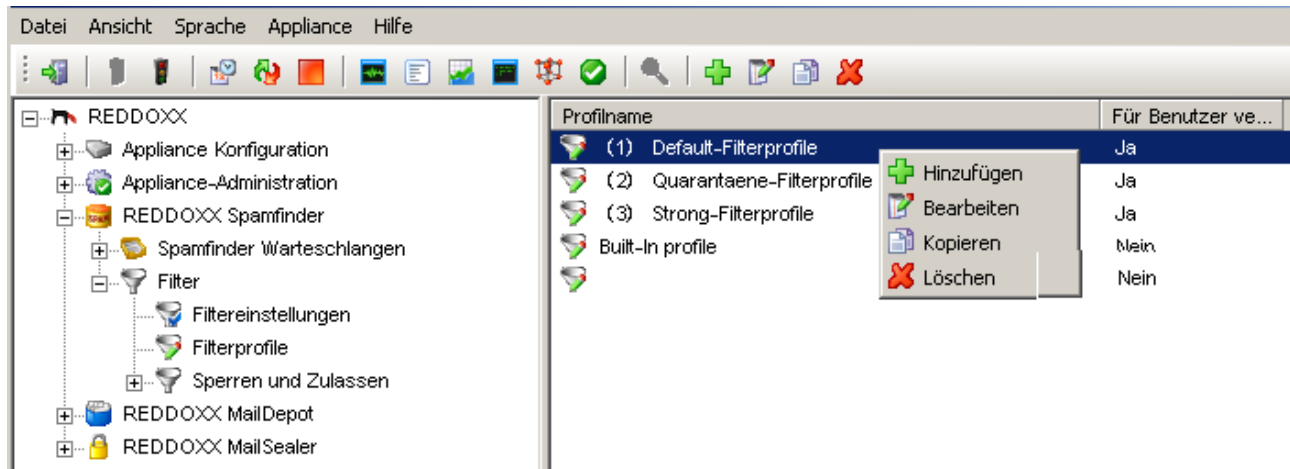 Datei Ansicht Sprache Appliance Hilfe
REDDOXX
Appliance Konfiguration
Appliance-Administration
REDDOXX Spamfinder
Spamfinder Warteschlangen
Filter
Filtereinstellungen
Filterprofile
Sperren und Zulassen
REDDOXX MailDepot
REDDOXX MailSealer
Profilname Für Benutzer ve...
(1) Default-Filterprofile Ja
(2) Quarantaene-Filterprofile Ja
(3) Strong-Filterprofile Ja
Built-In profile Nein
Nein
Hinzufügen
Bearbeiten
Kopieren
Löschen